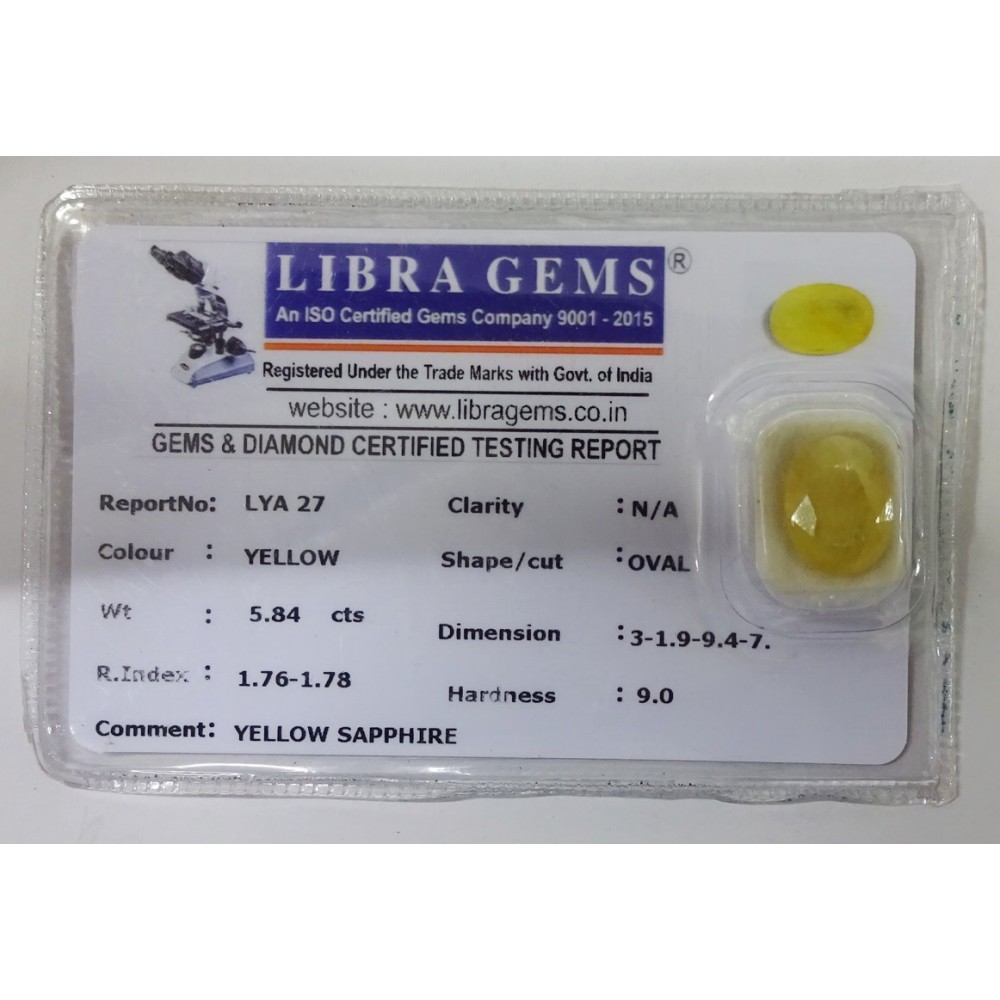 LIBRA GEMS ®
An ISO Certified Gems Company 9001 - 2015
Registered Under the Trade Marks with Govt. of India
website : www.libragems.co.in
GEMS & DIAMOND CERTIFIED TESTING REPORT
ReportNo: LYA 27 Clarity : N/A
Colour : YELLOW Shape/cut : OVAL
Wt : 5.84 cts Dimension : 3-1.9-9.4-7.
R.Index : 1.76-1.78 Hardness : 9.0
Comment: YELLOW SAPPHIRE